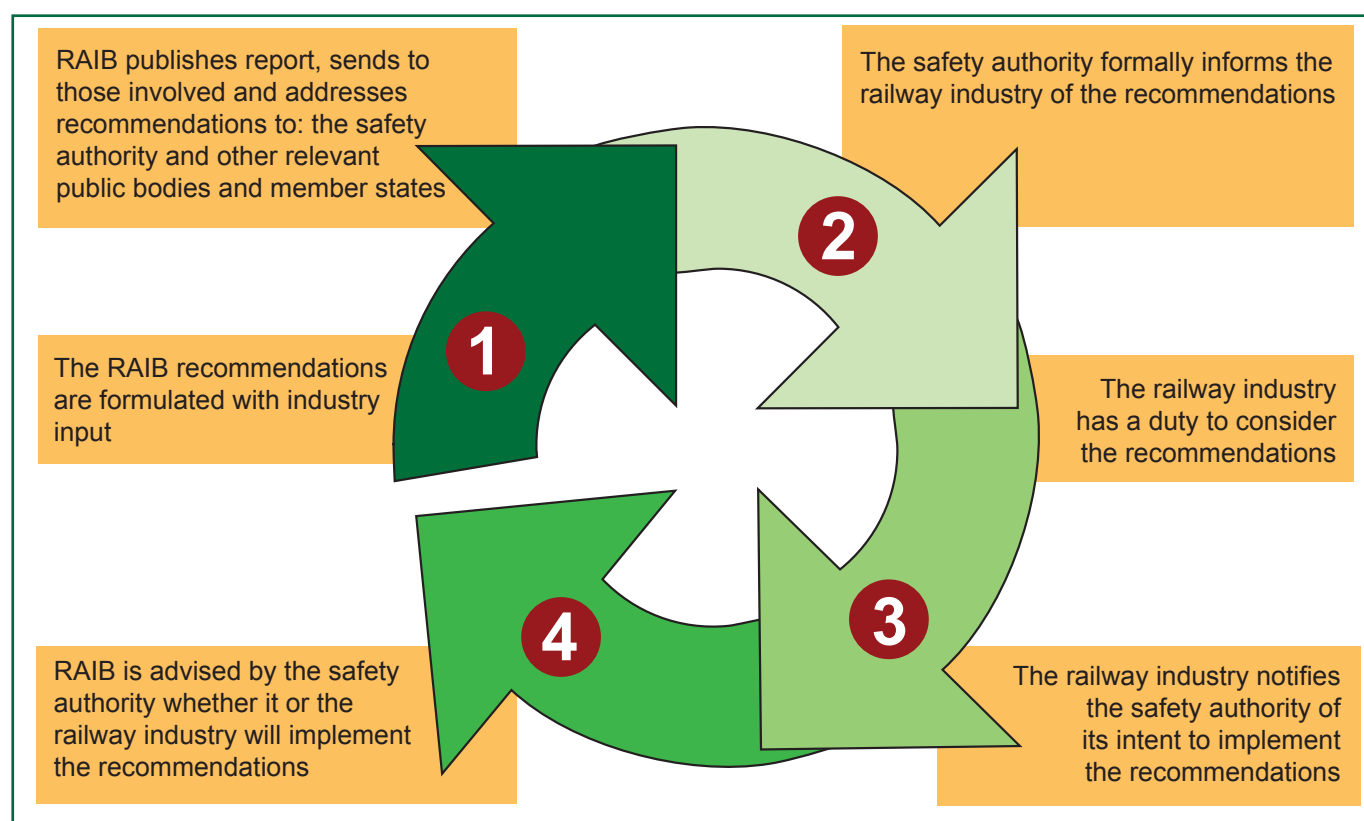 RAIB publishes report, sends to
those involved and addresses
recommendations to: the safety
authority and other relevant
public bodies and member states
The safety authority formally informs the
railway industry of the recommendations
2
1
The RAIB recommendations
are formulated with industry
input
The railway industry
has a duty to consider
the recommendations
4
3
RAIB is advised by the safety
authority whether it or the
railway industry will implement
the recommendations
The railway industry notifies
the safety authority of
its intent to implement
the recommendations